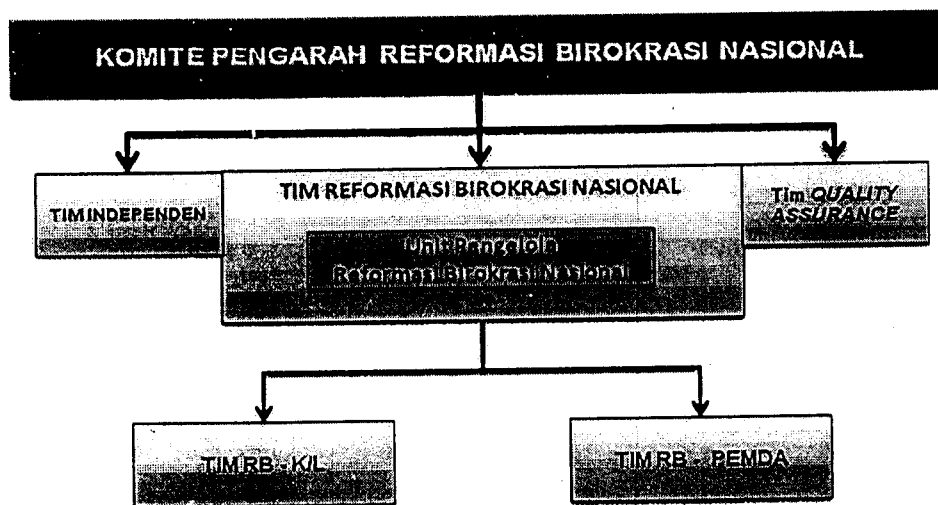 KOMITE PENGARAH REFORMASI BIROKRASI NASIONAL
TIM INDEPENDEN
TIM REFORMASI BIROKRASI NASIONAL
Unit Pengelola
Reformasi Birokrasi Nasional
Tim QUALITY
ASSURANCE
TIM RB - K/L
TIM RB - PEMDA